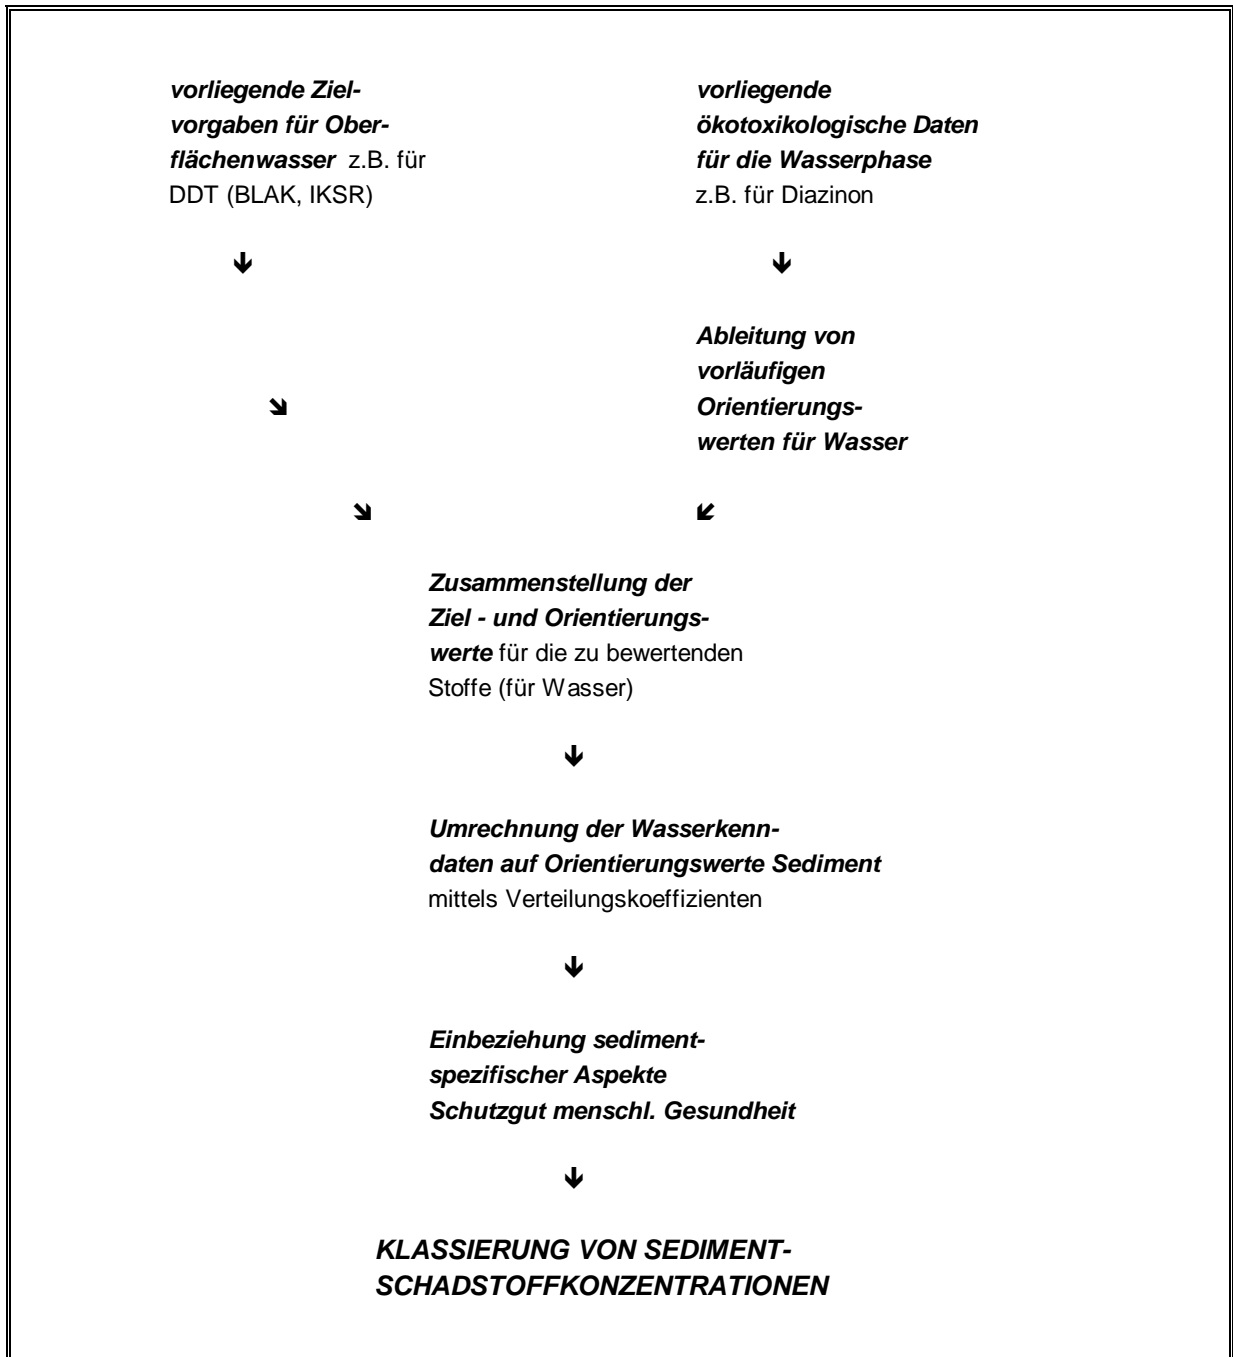 vorliegende Ziel-
vorgaben für Ober-
flächenwasser z.B. für
DDT (BLAK, IKSR)
vorliegende
ökotoxikologische Daten
für die Wasserphase
z.B. für Diazinon
Ableitung von
vorläufigen
Orientierungs-
werten für Wasser
Zusammenstellung der
Ziel - und Orientierungs-
werte für die zu bewertenden
Stoffe (für Wasser)
Umrechnung der Wasserkenn-
daten auf Orientierungswerte Sediment
mittels Verteilungskoeffizienten
Einbeziehung sediment-
spezifischer Aspekte
Schutzgut menschl. Gesundheit
KLASSIERUNG VON SEDIMENT-
SCHADSTOFFKONZENTRATIONEN